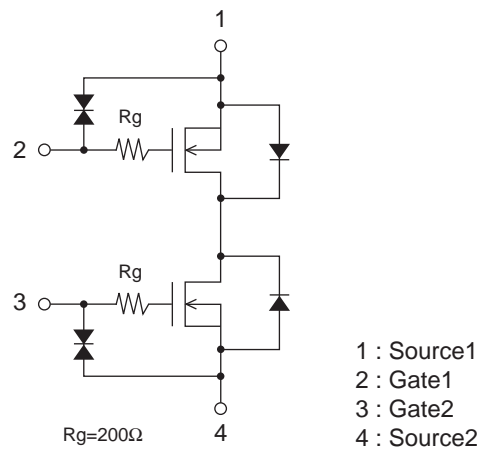 1
Rg
2
Rg
3
Rg=200Ω
4
1 : Source1
2 : Gate1
3 : Gate2
4 : Source2